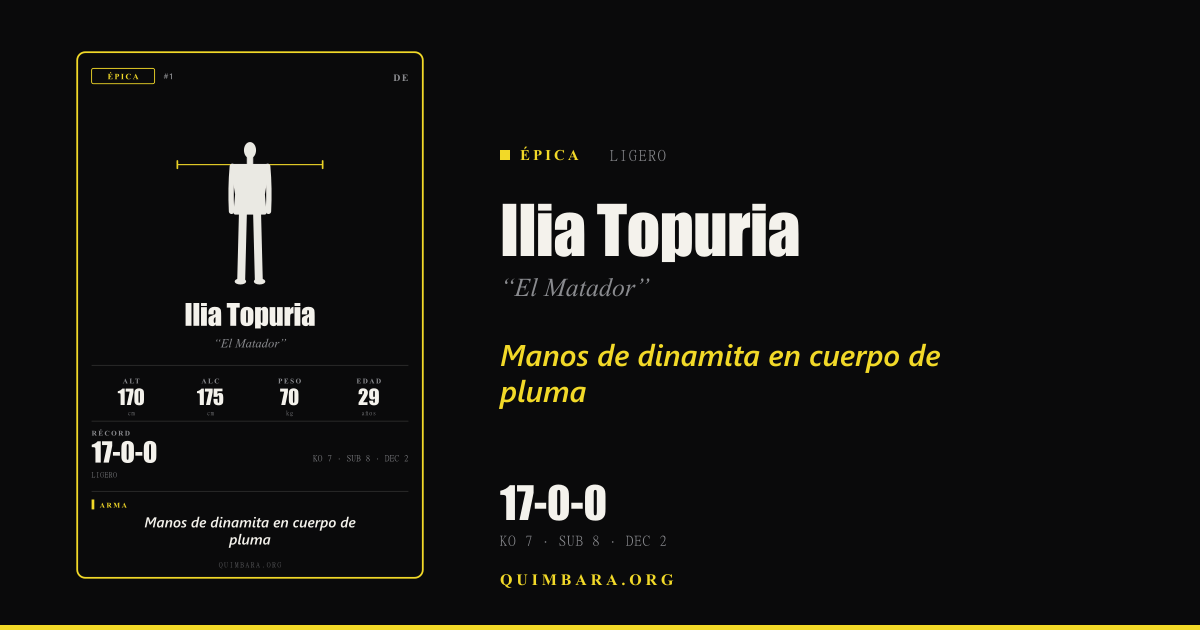 ÉPICA #1 DE
Ilia Topuria
“El Matador”
ALT ALC PESO EDAD
170 175 70 29
cm cm kg años
RÉCORD
17-0-0
KO 7 · SUB 8 · DEC 2
LIGERO
ARMA
Manos de dinamita en cuerpo de
pluma
QUIMBARA.ORG
ÉPICA LIGERO
Ilia Topuria
“El Matador”
Manos de dinamita en cuerpo de
pluma
17-0-0
KO 7 · SUB 8 · DEC 2
QUIMBARA.ORG